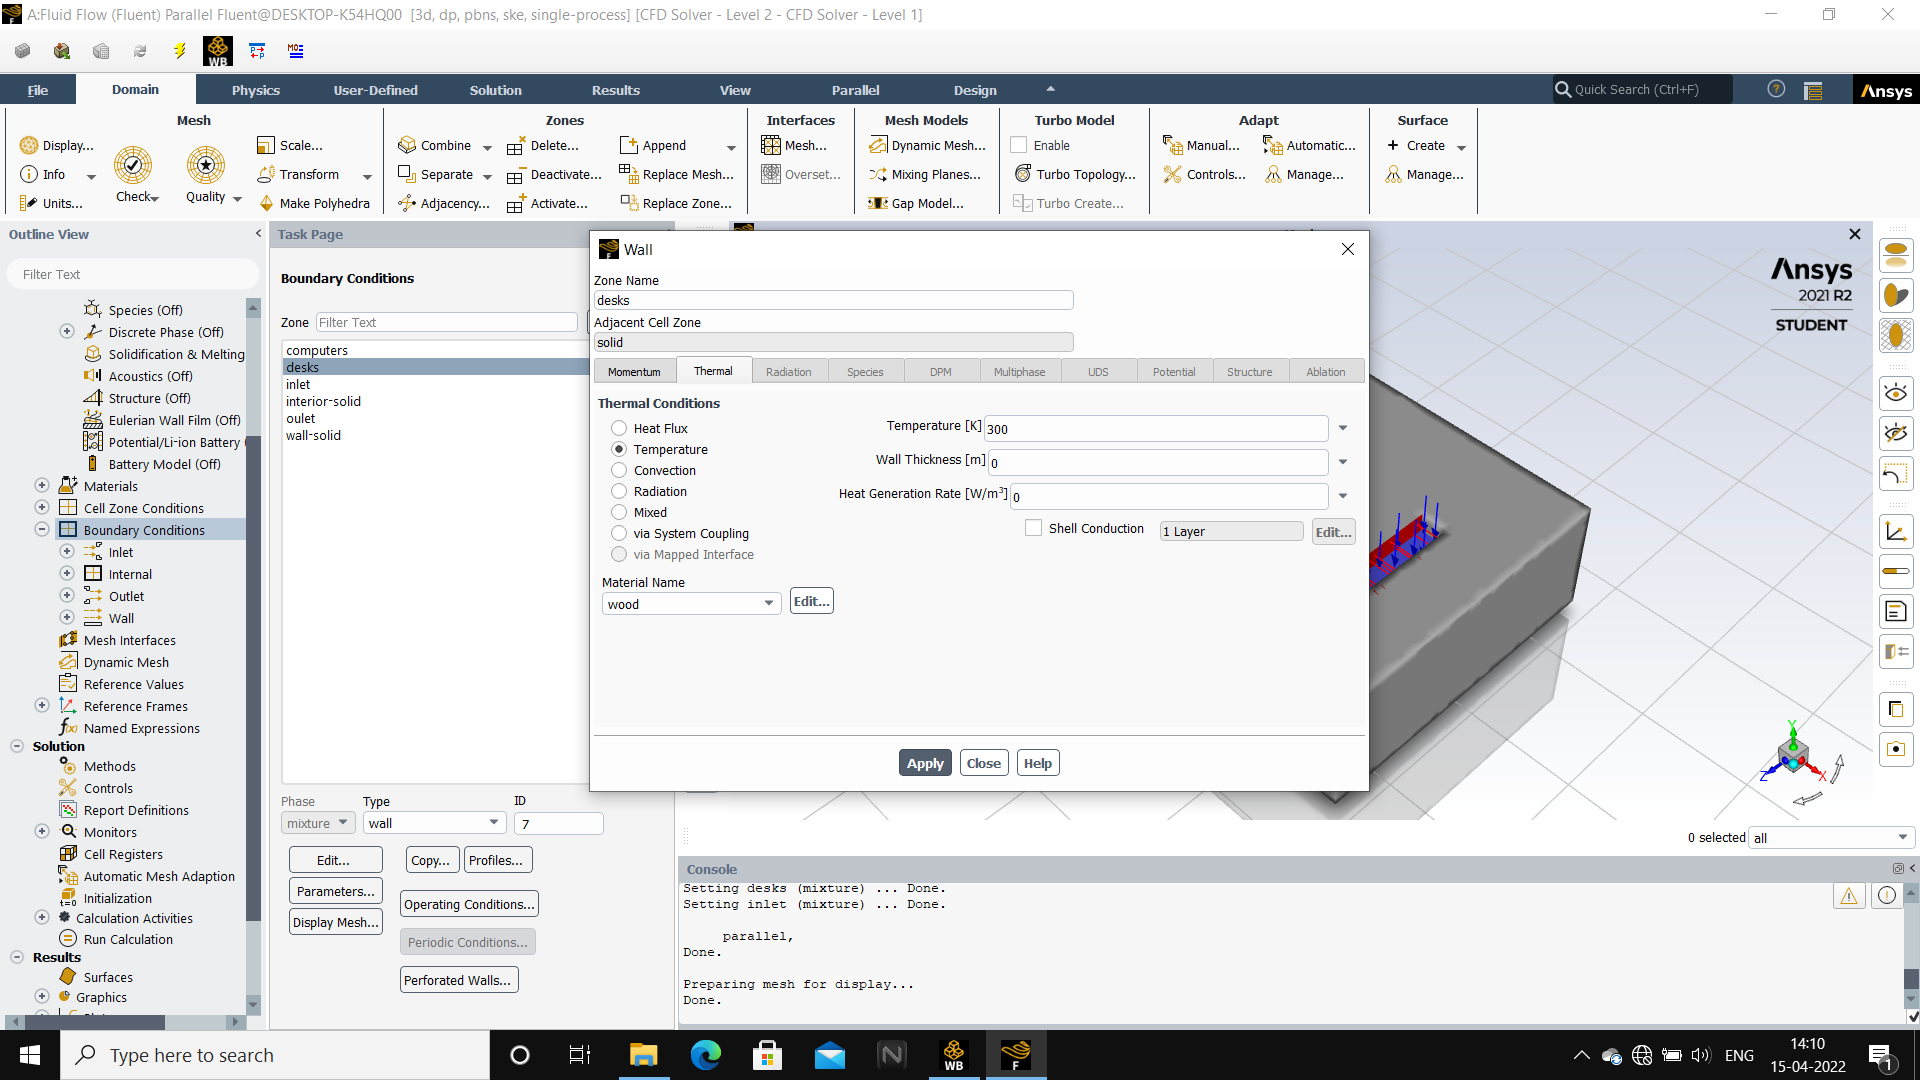 A:Fluid Flow (Fluent) Parallel Fluent@DESKTOP-K54HQ00 [3d, dp, pbns, ske, single-process] [CFD Solver - Level 2 - CFD Solver - Level 1]
WB
File Domain Physics User-Defined Solution Results View Parallel Design Quick Search (Ctrl+F) Ansys
Mesh Zones Interfaces Mesh Models Turbo Model Adapt Surface
Display... Scale... Combine Delete... Append Mesh... Dynamic Mesh... Enable Manual... Automatic... Create
Info Transform Separate Deactivate... Replace Mesh... Overset... Mixing Planes... Turbo Topology... Controls... Manage... Manage...
Check Quality
Units... Make Polyhedra Adjacency... Activate... Replace Zone... Gap Model... Turbo Create...
Outline View
Filter Text
Species (Off)
Discrete Phase (Off)
Solidification & Melting
Acoustics (Off)
Structure (Off)
Eulerian Wall Film (Off)
Potential/Li-ion Battery
Battery Model (Off)
Materials
Cell Zone Conditions
Boundary Conditions
Inlet
Internal
Outlet
Wall
Mesh Interfaces
Dynamic Mesh
Reference Values
Reference Frames
Named Expressions
Solution
Methods
Controls
Report Definitions
Monitors
Cell Registers
Automatic Mesh Adaption
Initialization
Calculation Activities
Run Calculation
Results
Surfaces
Graphics
Task Page
Boundary Conditions
Zone Filter Text
computers
desks
inlet
interior-solid
oulet
wall-solid
Phase Type ID
mixture wall 7
Edit... Copy... Profiles...
Parameters... Operating Conditions...
Display Mesh... Periodic Conditions...
Perforated Walls...
Wall
Zone Name
desks
Adjacent Cell Zone
solid
Momentum Thermal Radiation Species DPM Multiphase UDS Potential Structure Ablation
Thermal Conditions
Heat Flux
Temperature
Convection
Radiation
Mixed
via System Coupling
via Mapped Interface
Temperature [K] 300
Wall Thickness [m] 0
Heat Generation Rate [W/m³] 0
Shell Conduction 1 Layer Edit...
Material Name
wood Edit...
Apply Close Help
Ansys
2021 R2
STUDENT
Y
Z X
0 selected all
Console
Setting desks (mixture) ... Done.
Setting inlet (mixture) ... Done.
parallel,
Done.
Preparing mesh for display...
Done.
Type here to search
WB F
ENG
14:10
15-04-2022
1